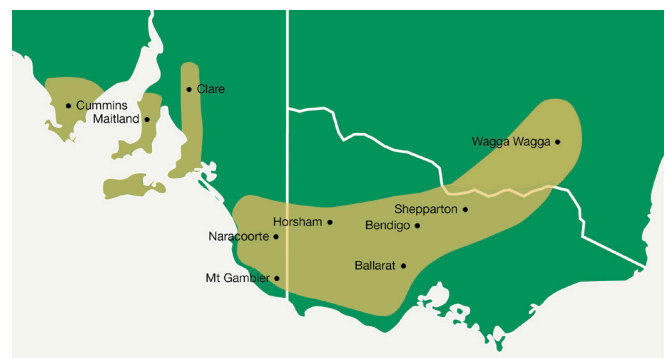 Clare
Cummins
Maitland
Wagga Wagga
Shepparton
Horsham
Bendigo
Naracoorte
Ballarat
Mt Gambier